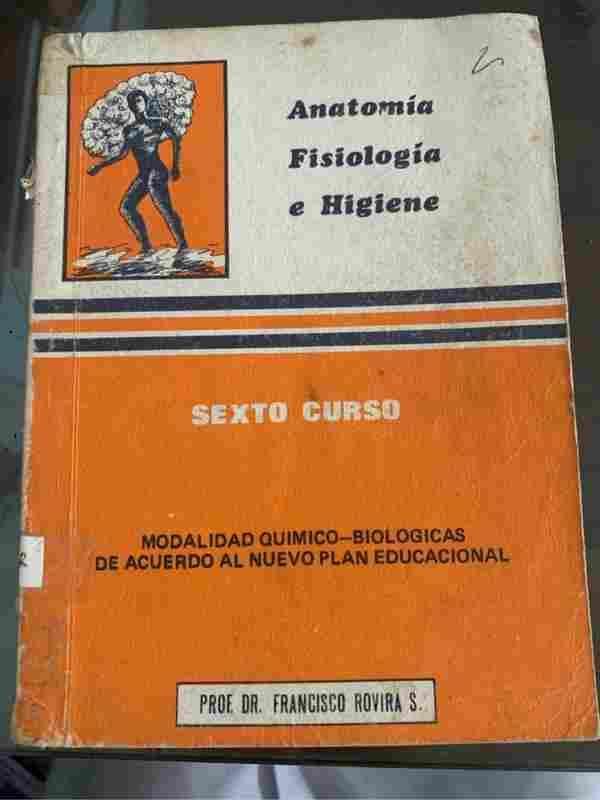 Anatomía
Fisiología
e Higiene
SEXTO CURSO
MODALIDAD QUIMICO—BIOLOGICAS
DE ACUERDO AL NUEVO PLAN EDUCACIONAL
PROF. DR. FRANCISCO ROVIRA S.